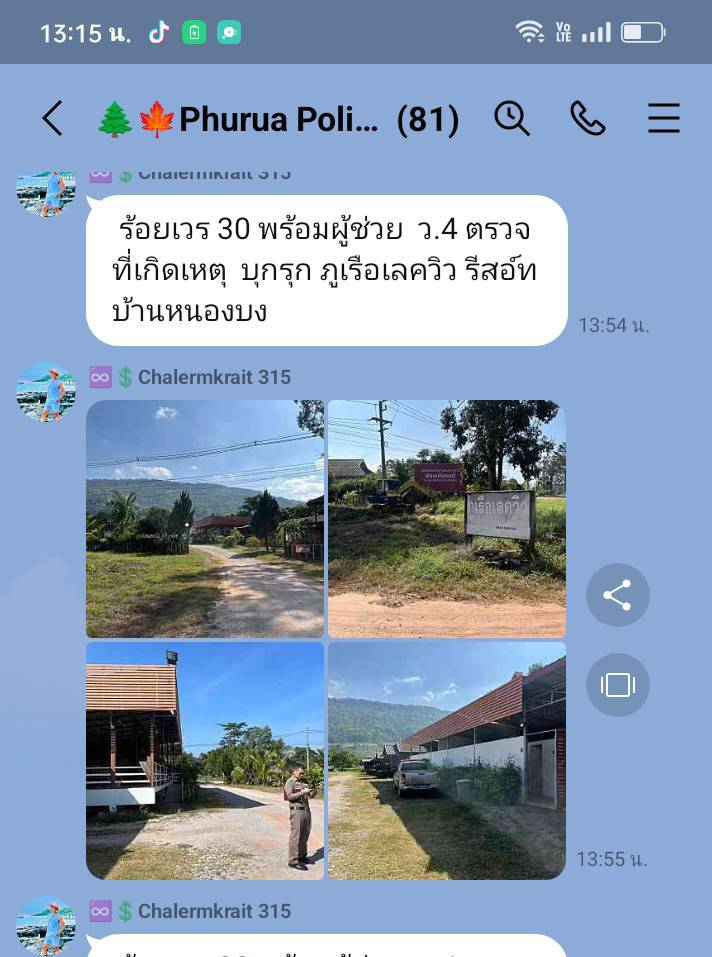 13:15 น.
Vo
LTE
Phurua Poli... (81)
Chalermkrait 315
ร้อยเวร 30 พร้อมผู้ช่วย ว.4 ตรวจ
ที่เกิดเหตุ บุกรุก ภูเรือเลควิว รีสอ์ท
บ้านหนองบง
13:54 น.
Chalermkrait 315
13:55 น.
Chalermkrait 315